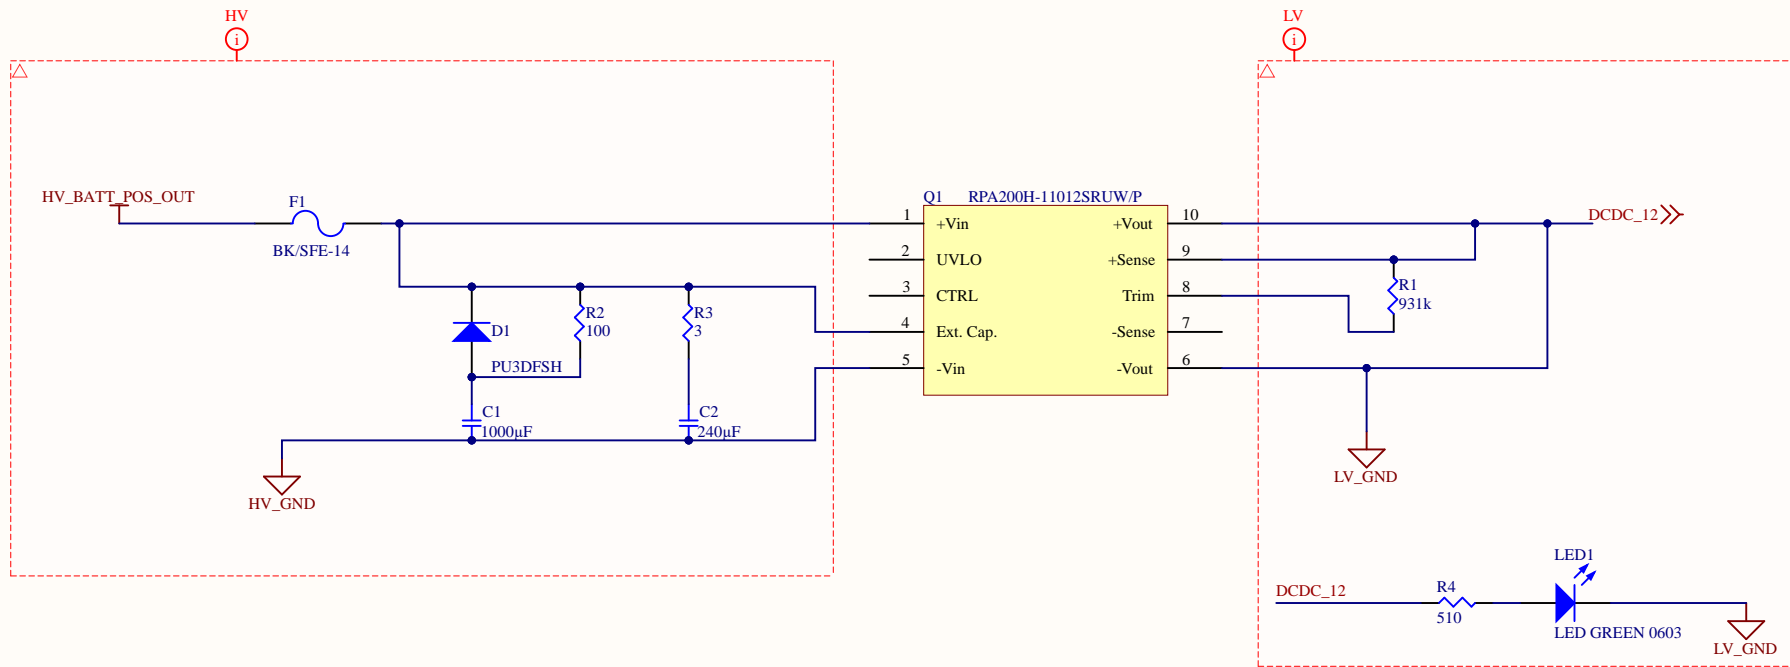 HV
i
LV
i
HV_BATT_POS_OUT
F1
BK/SFE-14
Q1
RPA200H-11012SRUW/P
1
+Vin
+Vout
10
DCDC_12
2
UVLO
+Sense
9
3
CTRL
Trim
8
R1
931k
4
Ext. Cap.
-Sense
7
5
-Vin
-Vout
6
D1
PU3DFSH
R2
100
R3
3
C1
1000µF
C2
240µF
HV_GND
LV_GND
DCDC_12
R4
510
LED1
LED GREEN 0603
LV_GND